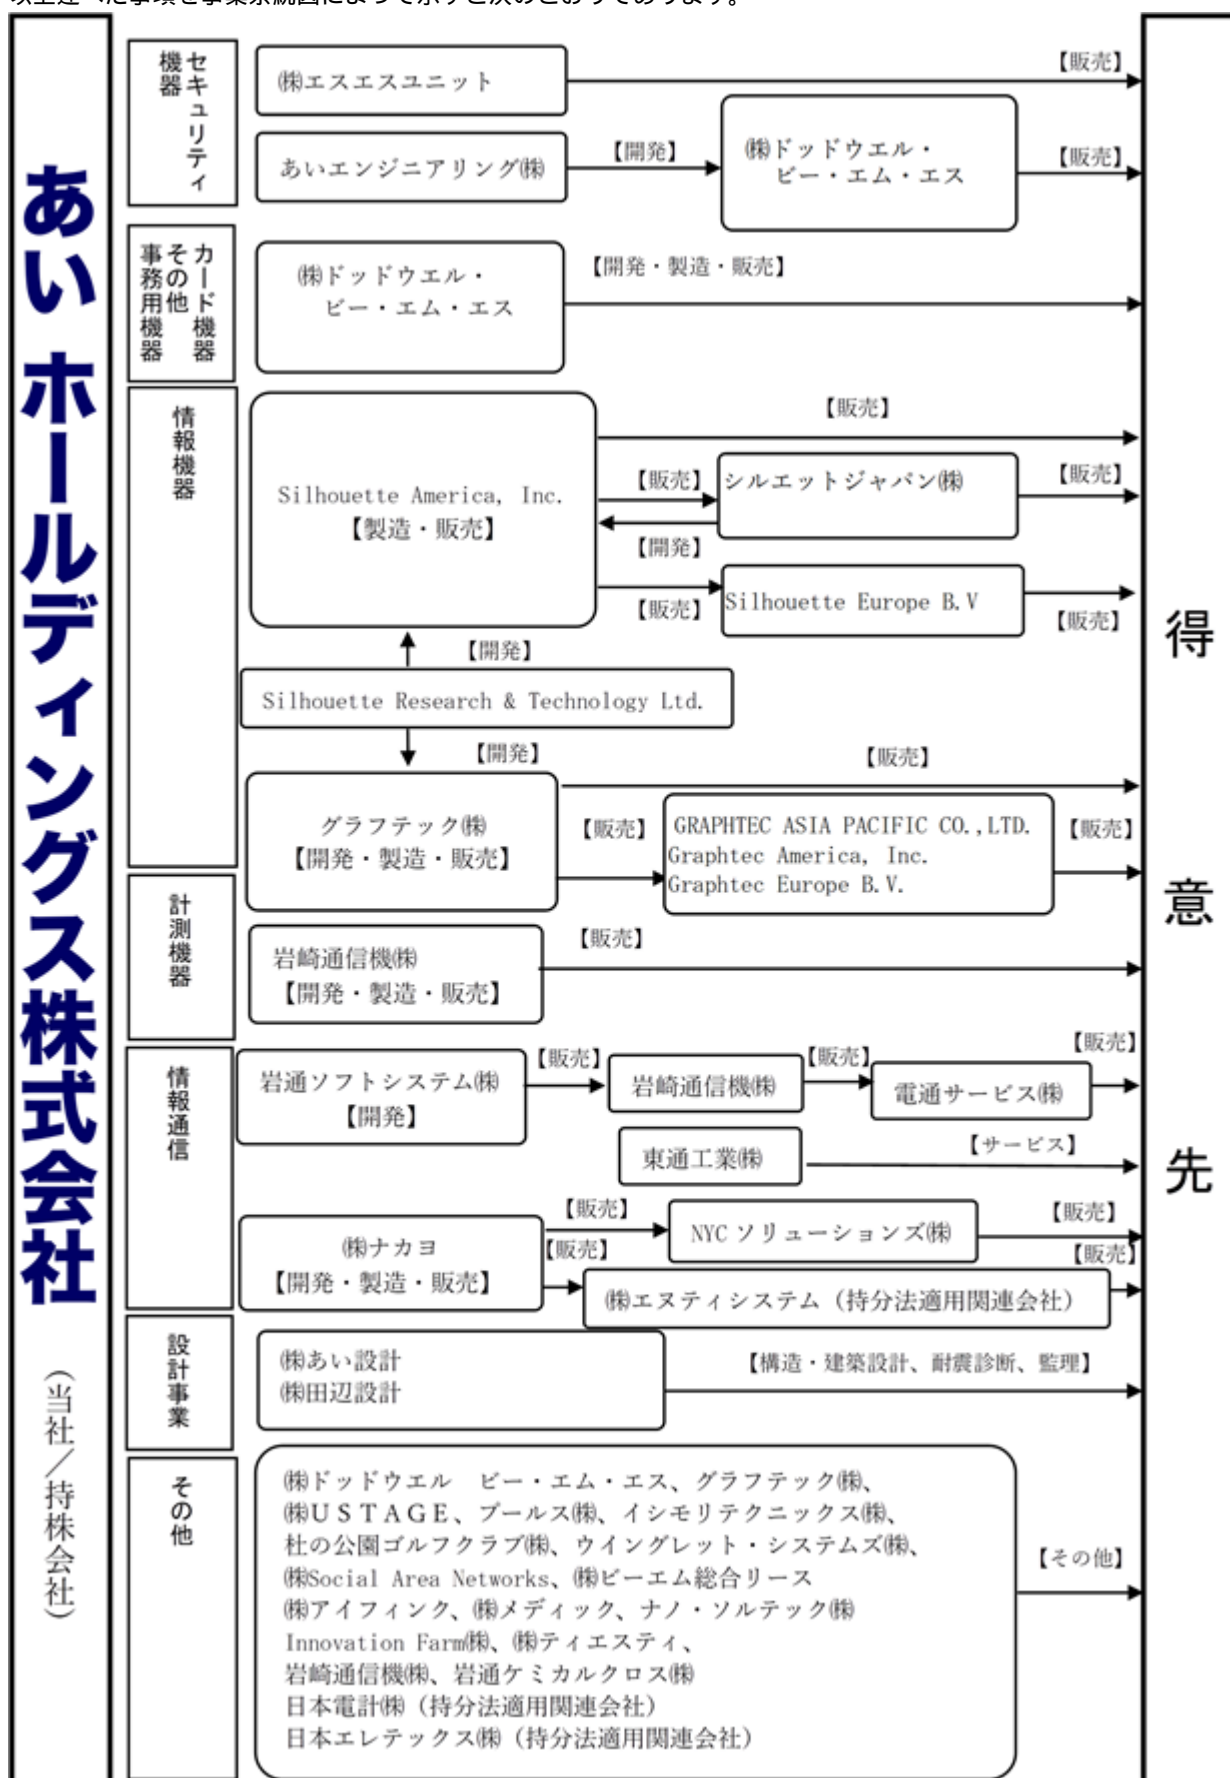 以上述べた事項を事業系統図によって示すと次のとおりであります。
あい ホールディングス株式会社
(当社/持株会社)
セキュリティ
機器
㈱エスエスユニット
【販売】
あいエンジニアリング㈱
【開発】
㈱ドッドウエル・
ビー・エム・エス
【販売】
カード機器
その他
事務用機器
㈱ドッドウエル・
ビー・エム・エス
【開発・製造・販売】
情報機器
Silhouette America, Inc.
【製造・販売】
【販売】
【販売】
シルエットジャパン㈱
【販売】
【開発】
【販売】
Silhouette Europe B.V
【販売】
【開発】
Silhouette Research & Technology Ltd.
【開発】
グラフテック㈱
【開発・製造・販売】
【販売】
【販売】
GRAPHTEC ASIA PACIFIC CO.,LTD.
Graphtec America, Inc.
Graphtec Europe B.V.
【販売】
計測機器
岩崎通信機㈱
【開発・製造・販売】
【販売】
情報通信
岩通ソフトシステム㈱
【開発】
【販売】
岩崎通信機㈱
【販売】
電通サービス㈱
【販売】
東通工業㈱
【サービス】
㈱ナカヨ
【開発・製造・販売】
【販売】
NYCソリューションズ㈱
【販売】
【販売】
㈱エヌティシステム(持分法適用関連会社)
【販売】
設計事業
㈱あい設計
㈱田辺設計
【構造・建築設計、耐震診断、監理】
その他
㈱ドッドウエル ビー・エム・エス、グラフテック㈱、
㈱USTAGE、プールス㈱、イシモリテクニックス㈱、
杜の公園ゴルフクラブ㈱、ウイングレット・システムズ㈱、
㈱Social Area Networks、㈱ビーエム総合リース
㈱アイフィンク、㈱メディック、ナノ・ソルテック㈱
Innovation Farm㈱、㈱ティエスティ、
岩崎通信機㈱、岩通ケミカルクロス㈱
日本電計㈱(持分法適用関連会社)
日本エレテックス㈱(持分法適用関連会社)
【その他】
得意先